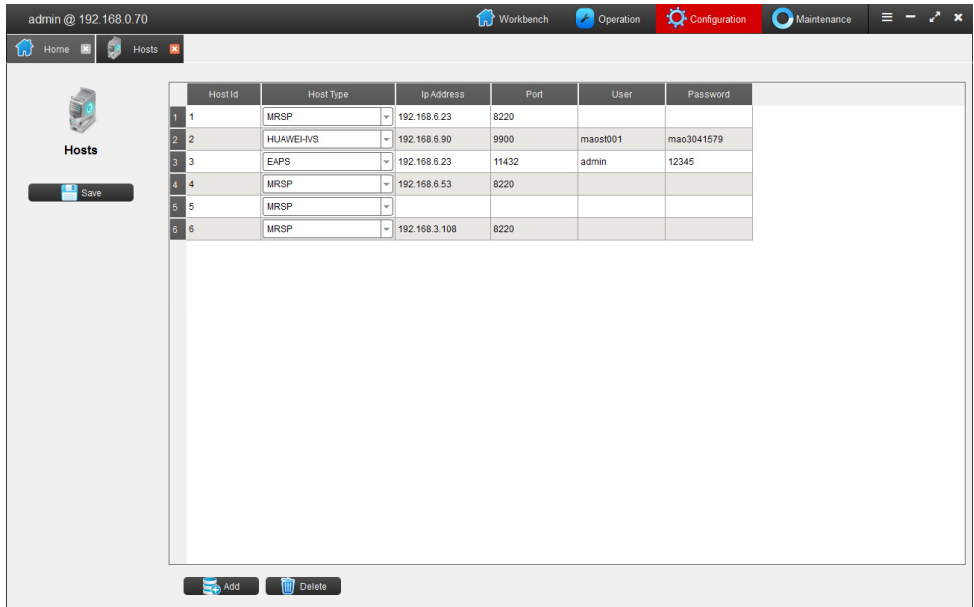 admin @ 192.168.0.70 Workbench Operation Configuration Maintenance
Home Hosts
Hosts
Save
Host Id Host Type Ip Address Port User Password
1 1 MRSP 192.168.6.23 8220
2 2 HUAWEI-IVS 192.168.6.90 9900 maost001 mao3041579
3 3 EAPS 192.168.6.23 11432 admin 12345
4 4 MRSP 192.168.6.53 8220
5 5 MRSP
6 6 MRSP 192.168.3.108 8220
Add Delete